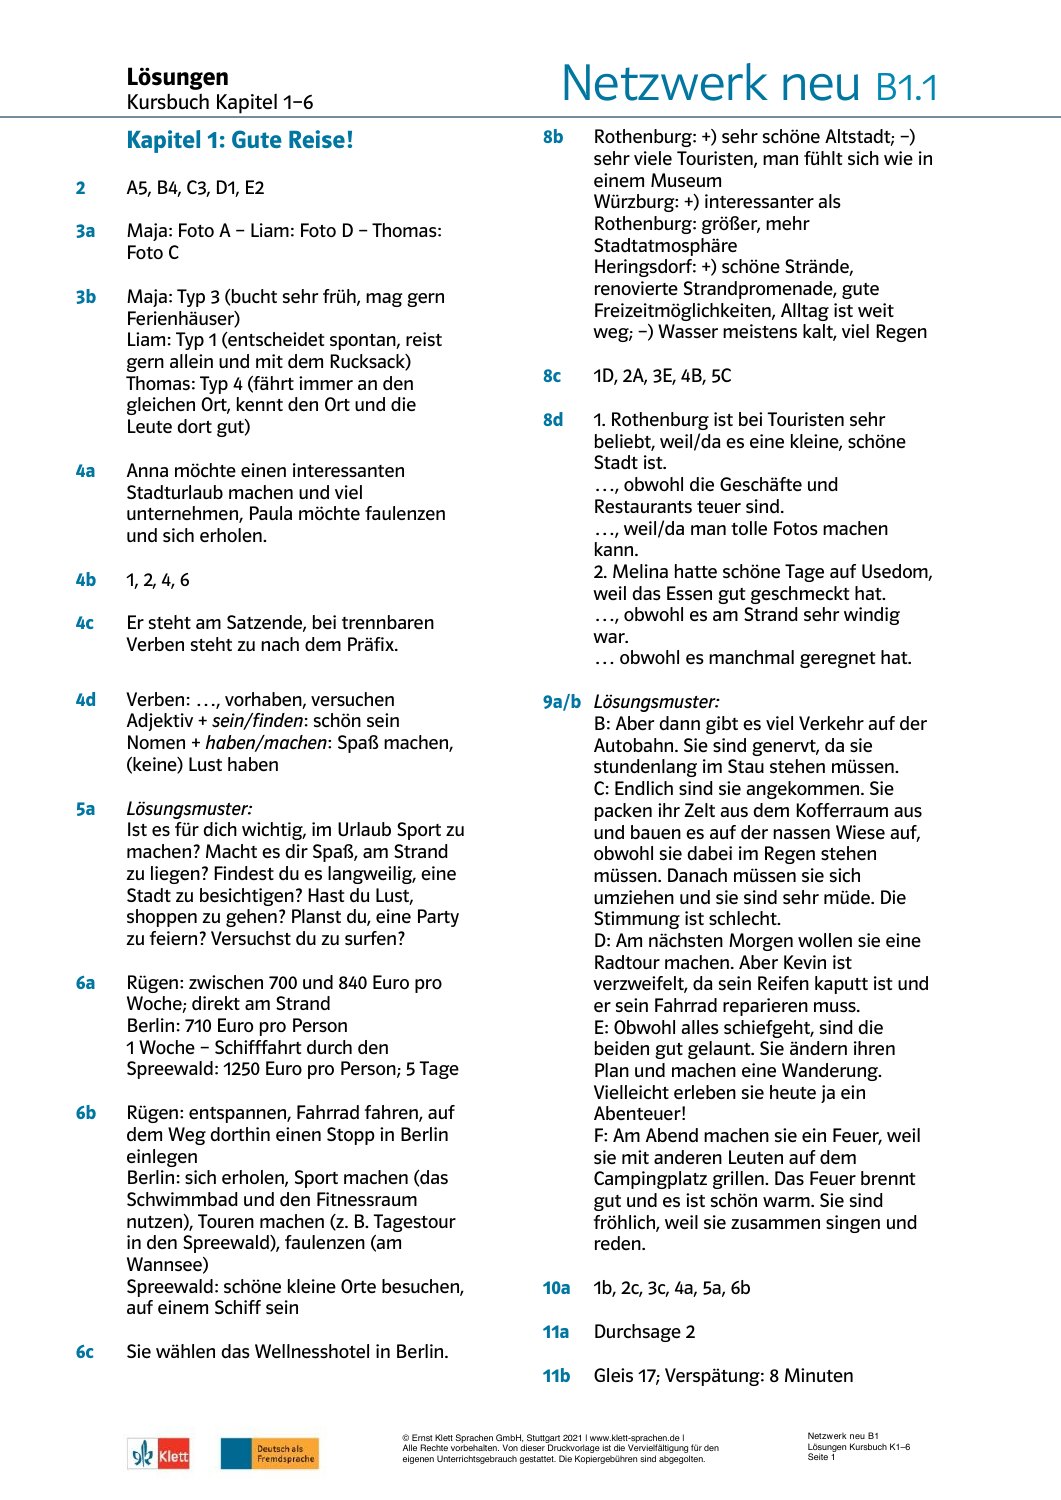 Lösungen
Kursbuch Kapitel 1–6
Netzwerk neu B1.1
Kapitel 1: Gute Reise!
2 A5, B4, C3, D1, E2
3a Maja: Foto A – Liam: Foto D – Thomas:
Foto C
3b Maja: Typ 3 (bucht sehr früh, mag gern
Ferienhäuser)
Liam: Typ 1 (entscheidet spontan, reist
gern allein und mit dem Rucksack)
Thomas: Typ 4 (fährt immer an den
gleichen Ort, kennt den Ort und die
Leute dort gut)
4a Anna möchte einen interessanten
Stadturlaub machen und viel
unternehmen, Paula möchte faulenzen
und sich erholen.
4b 1, 2, 4, 6
4c Er steht am Satzende, bei trennbaren
Verben steht zu nach dem Präfix.
4d Verben: …, vorhaben, versuchen
Adjektiv + sein/finden: schön sein
Nomen + haben/machen: Spaß machen,
(keine) Lust haben
5a Lösungsmuster:
Ist es für dich wichtig, im Urlaub Sport zu
machen? Macht es dir Spaß, am Strand
zu liegen? Findest du es langweilig, eine
Stadt zu besichtigen? Hast du Lust,
shoppen zu gehen? Planst du, eine Party
zu feiern? Versuchst du zu surfen?
6a Rügen: zwischen 700 und 840 Euro pro
Woche; direkt am Strand
Berlin: 710 Euro pro Person
1 Woche – Schifffahrt durch den
Spreewald: 1250 Euro pro Person; 5 Tage
6b Rügen: entspannen, Fahrrad fahren, auf
dem Weg dorthin einen Stopp in Berlin
einlegen
Berlin: sich erholen, Sport machen (das
Schwimmbad und den Fitnessraum
nutzen), Touren machen (z. B. Tagestour
in den Spreewald), faulenzen (am
Wannsee)
Spreewald: schöne kleine Orte besuchen,
auf einem Schiff sein
6c Sie wählen das Wellnesshotel in Berlin.
8b Rothenburg: +) sehr schöne Altstadt; –)
sehr viele Touristen, man fühlt sich wie in
einem Museum
Würzburg: +) interessanter als
Rothenburg: größer, mehr
Stadtatmosphäre
Heringsdorf: +) schöne Strände,
renovierte Strandpromenade, gute
Freizeitmöglichkeiten, Alltag ist weit
weg; –) Wasser meistens kalt, viel Regen
8c 1D, 2A, 3E, 4B, 5C
8d 1. Rothenburg ist bei Touristen sehr
beliebt, weil/da es eine kleine, schöne
Stadt ist.
…, obwohl die Geschäfte und
Restaurants teuer sind.
…, weil/da man tolle Fotos machen
kann.
2. Melina hatte schöne Tage auf Usedom,
weil das Essen gut geschmeckt hat.
…, obwohl es am Strand sehr windig
war.
… obwohl es manchmal geregnet hat.
9a/b Lösungsmuster:
B: Aber dann gibt es viel Verkehr auf der
Autobahn. Sie sind genervt, da sie
stundenlang im Stau stehen müssen.
C: Endlich sind sie angekommen. Sie
packen ihr Zelt aus dem Kofferraum aus
und bauen es auf der nassen Wiese auf,
obwohl sie dabei im Regen stehen
müssen. Danach müssen sie sich
umziehen und sie sind sehr müde. Die
Stimmung ist schlecht.
D: Am nächsten Morgen wollen sie eine
Radtour machen. Aber Kevin ist
verzweifelt, da sein Reifen kaputt ist und
er sein Fahrrad reparieren muss.
E: Obwohl alles schiefgeht, sind die
beiden gut gelaunt. Sie ändern ihren
Plan und machen eine Wanderung.
Vielleicht erleben sie heute ja ein
Abenteuer!
F: Am Abend machen sie ein Feuer, weil
sie mit anderen Leuten auf dem
Campingplatz grillen. Das Feuer brennt
gut und es ist schön warm. Sie sind
fröhlich, weil sie zusammen singen und
reden.
10a 1b, 2c, 3c, 4a, 5a, 6b
11a Durchsage 2
11b Gleis 17; Verspätung: 8 Minuten
Klett
Deutsch als
Fremdsprache
© Ernst Klett Sprachen GmbH, Stuttgart 2021 | www.klett-sprachen.de |
Alle Rechte vorbehalten. Von dieser Druckvorlage ist die Vervielfältigung für den
eigenen Unterrichtsgebrauch gestattet. Die Kopiergebühren sind abgegolten.
Netzwerk neu B1
Lösungen Kursbuch K1–6
Seite 1